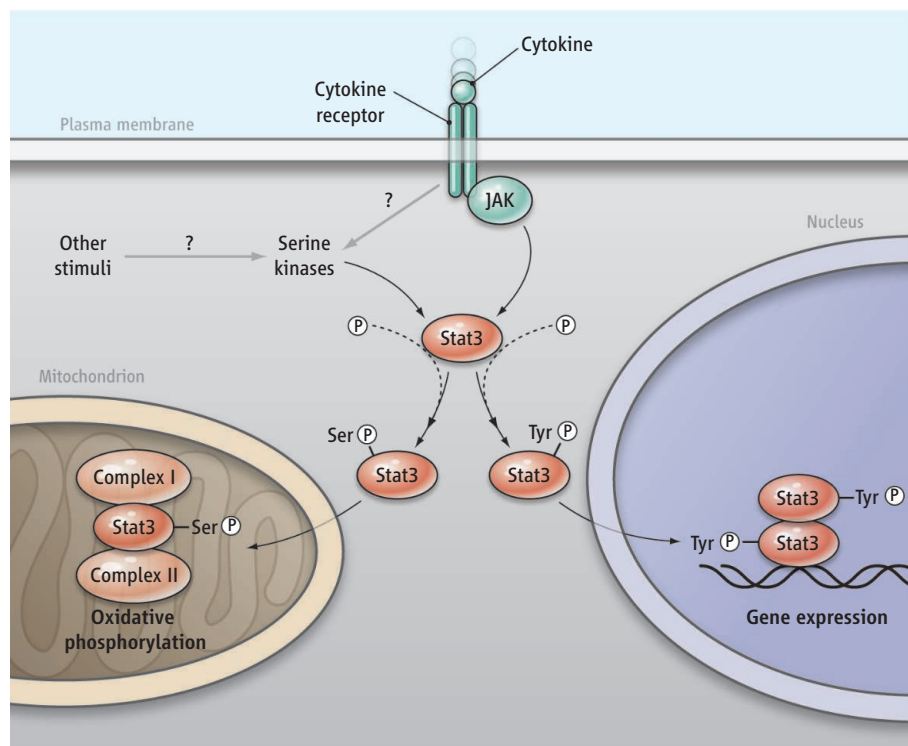 Cytokine
Cytokine
receptor
Plasma membrane
JAK
?
Nucleus
Other
stimuli
?
Serine
kinases
P
Stat3
P
Mitochondrion
Ser P
Tyr P
Stat3
Stat3
Complex I
Stat3
Ser P
Complex II
Oxidative
phosphorylation
Stat3
Tyr P
Tyr P
Stat3
Gene expression